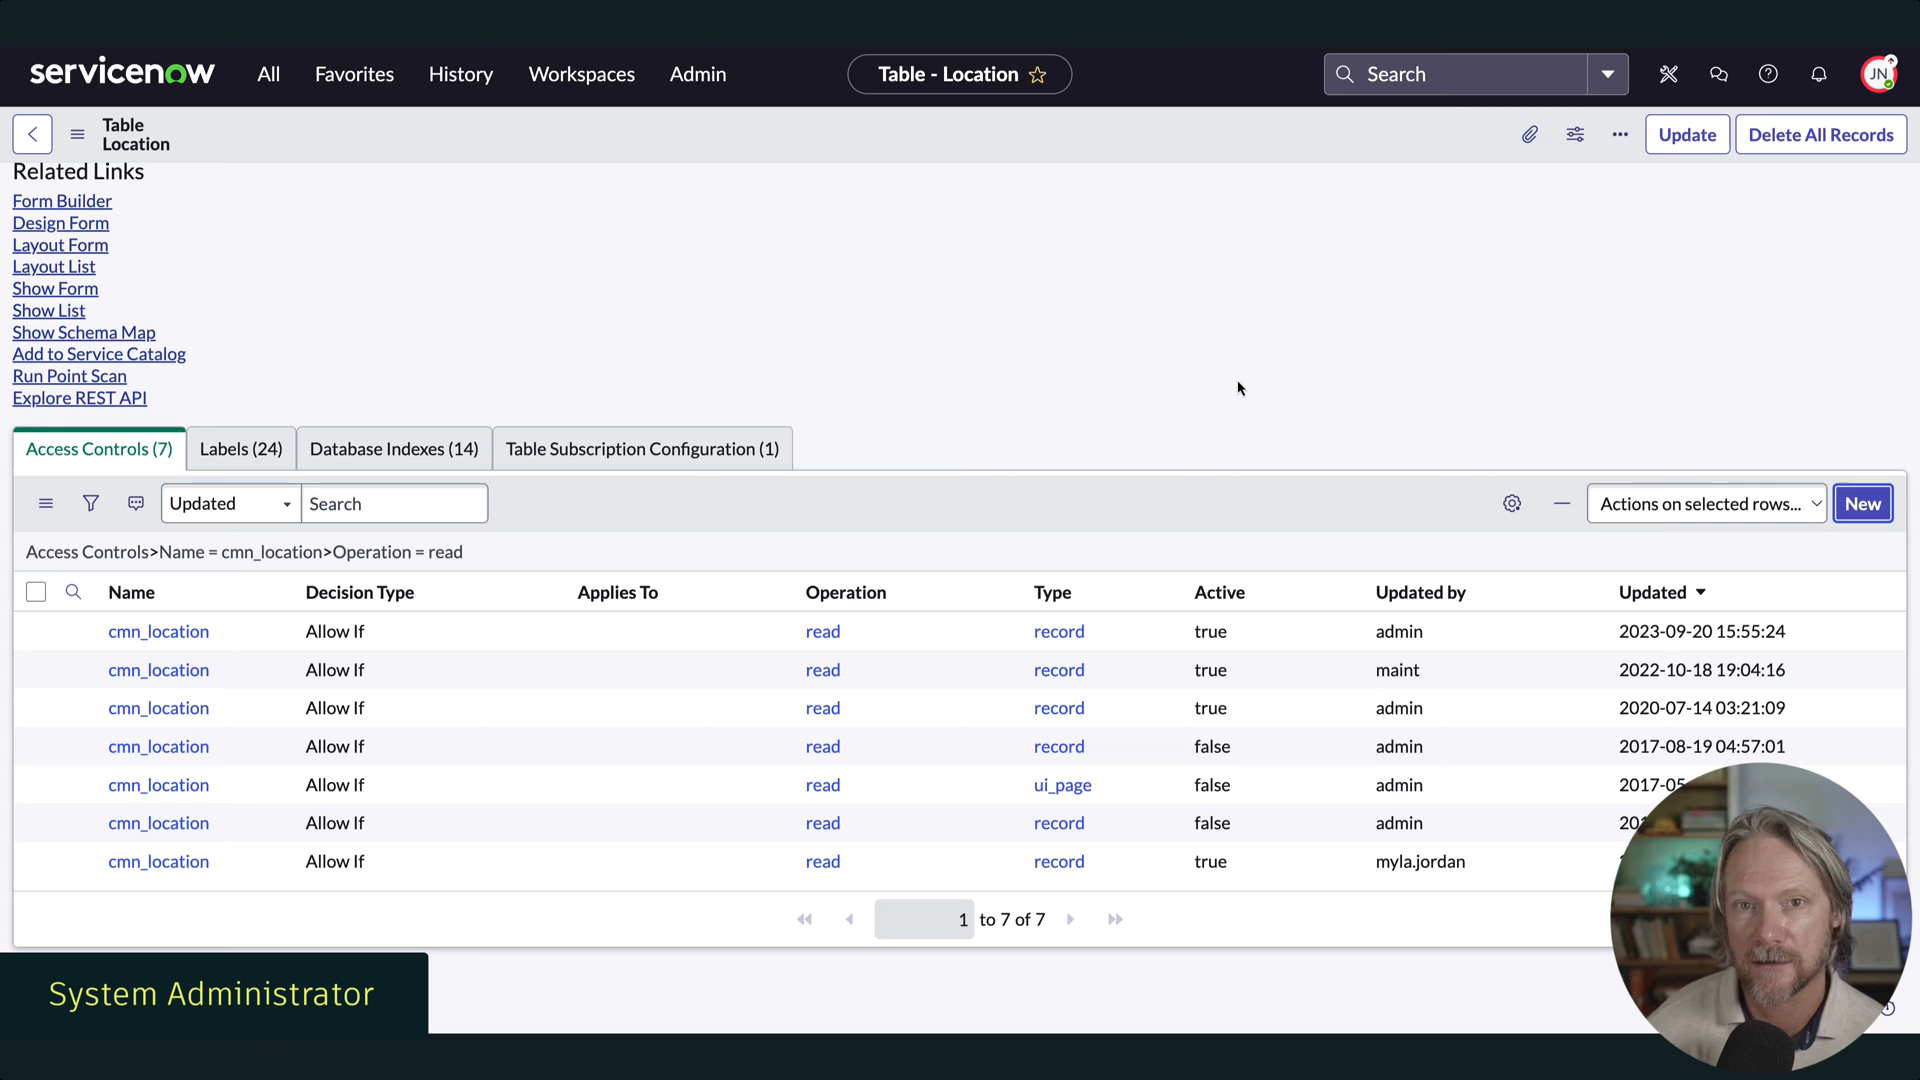 servicenow All Favorites History Workspaces Admin Table - Location Search JN
Table
Location
Update Delete All Records
Related Links
Form Builder
Design Form
Layout Form
Layout List
Show Form
Show List
Show Schema Map
Add to Service Catalog
Run Point Scan
Explore REST API
Access Controls (7) Labels (24) Database Indexes (14) Table Subscription Configuration (1)
Updated Search Actions on selected rows... New
Access Controls>Name = cmn_location>Operation = read
Name Decision Type Applies To Operation Type Active Updated by Updated
cmn_location Allow If read record true admin 2023-09-20 15:55:24
cmn_location Allow If read record true maint 2022-10-18 19:04:16
cmn_location Allow If read record true admin 2020-07-14 03:21:09
cmn_location Allow If read record false admin 2017-08-19 04:57:01
cmn_location Allow If read ui_page false admin 2017-05
cmn_location Allow If read record false admin
cmn_location Allow If read record true myla.jordan
1 to 7 of 7
System Administrator